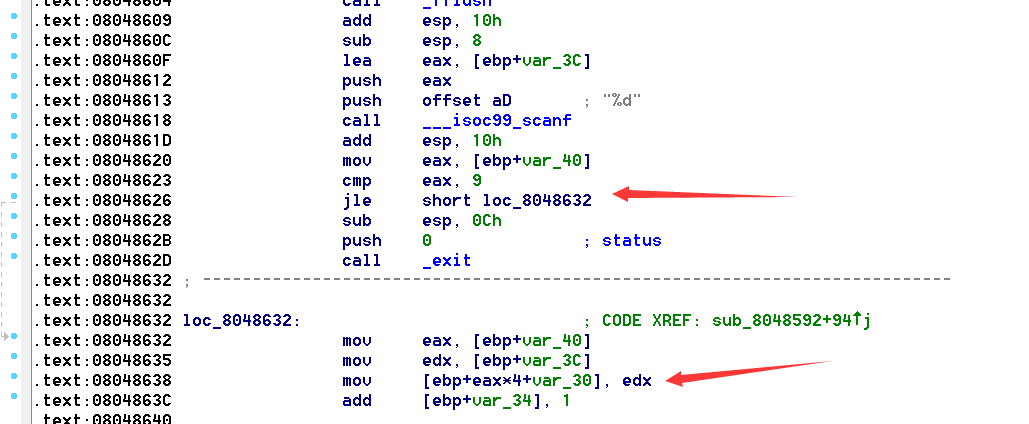 .text:08048604 call _fflush
.text:08048609 add esp, 10h
.text:0804860C sub esp, 8
.text:0804860F lea eax, [ebp+var_3C]
.text:08048612 push eax
.text:08048613 push offset aD ; "%d"
.text:08048618 call ___isoc99_scanf
.text:0804861D add esp, 10h
.text:08048620 mov eax, [ebp+var_40]
.text:08048623 cmp eax, 9
.text:08048626 jle short loc_8048632
.text:08048628 sub esp, 0Ch
.text:0804862B push 0 ; status
.text:0804862D call _exit
.text:08048632 ; ---------------------------------------------------------------------------
.text:08048632
.text:08048632 loc_8048632: ; CODE XREF: sub_8048592+94↑j
.text:08048632 mov eax, [ebp+var_40]
.text:08048635 mov edx, [ebp+var_3C]
.text:08048638 mov [ebp+eax*4+var_30], edx
.text:0804863C add [ebp+var_34], 1
.text:08048640